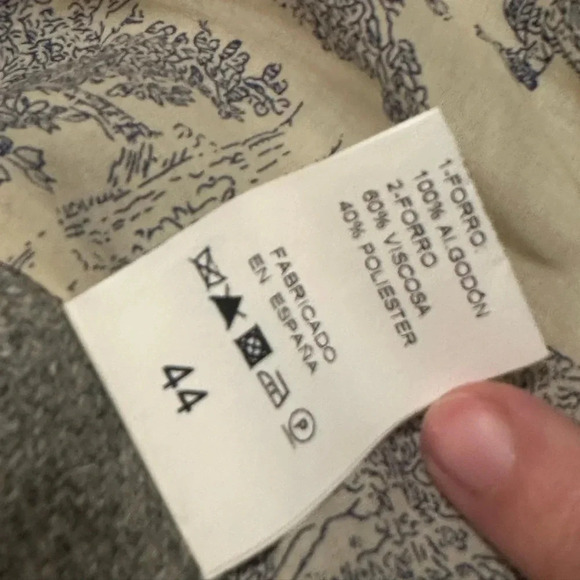 1-FORRO
100% ALGODÓN
2-FORRO
60% VISCOSA
40% POLIESTER
FABRICADO
EN ESPAÑA
P
44